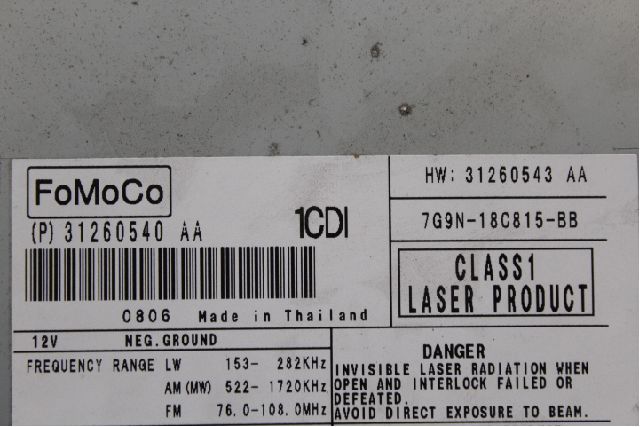 FoMoCo
(P) 31260540 AA
1CDI
0806 Made in Thailand
HW: 31260543 AA
7G9N-18C815-BB
CLASS1
LASER PRODUCT
12V NEG.GROUND
FREQUENCY RANGE LW 153- 282KHz
AM(MW) 522- 1720KHz
FM 76.0-108.0MHz
DANGER
INVISIBLE LASER RADIATION WHEN
OPEN AND INTERLOCK FAILED OR
DEFEATED.
AVOID DIRECT EXPOSURE TO BEAM.